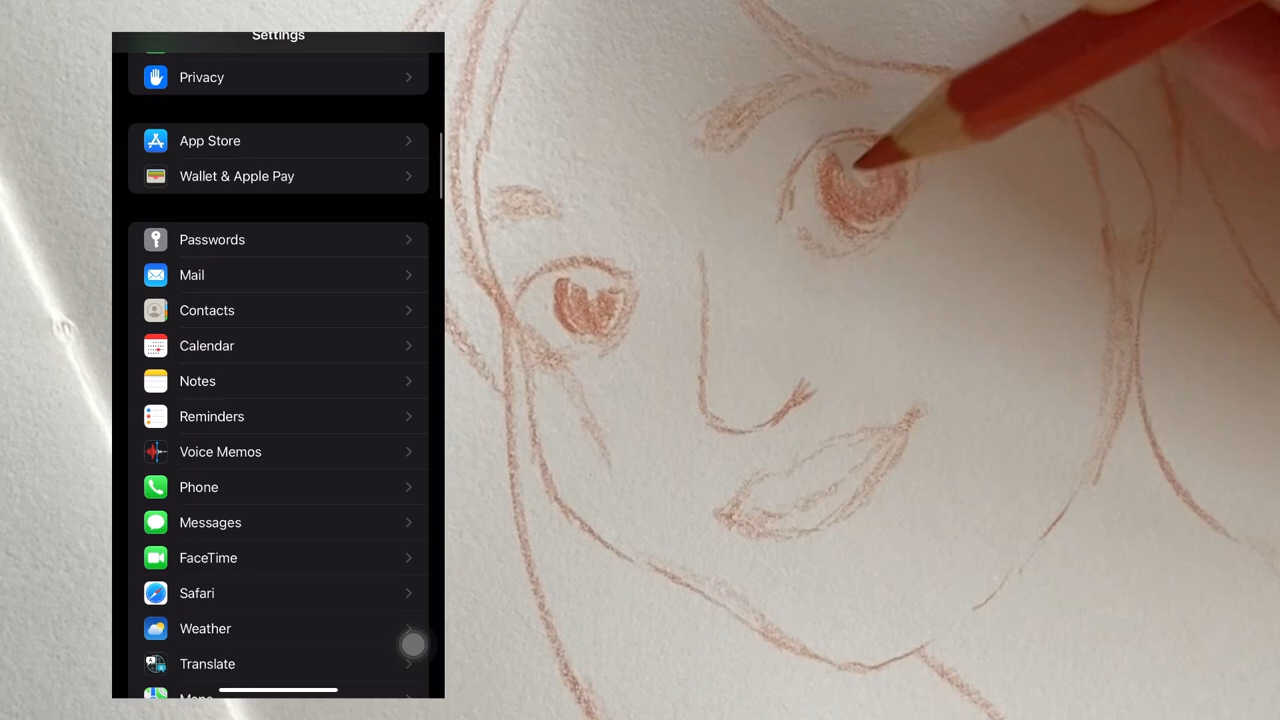 Settings
Privacy
App Store
Wallet & Apple Pay
Passwords
Mail
Contacts
Calendar
Notes
Reminders
Voice Memos
Phone
Messages
FaceTime
Safari
Weather
Translate
Maps